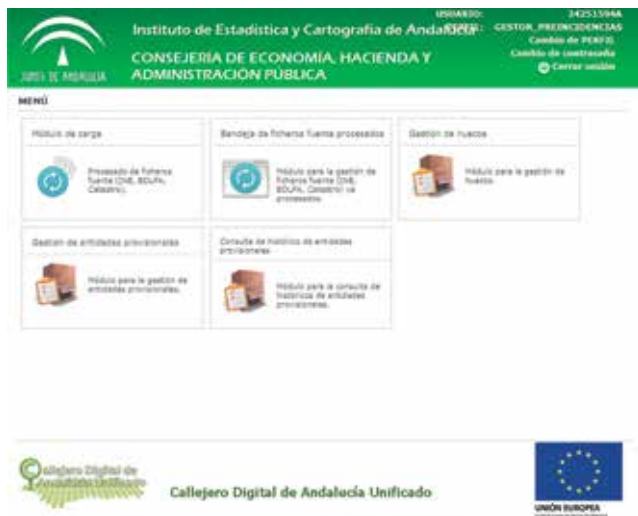 USUARIO: 34251594A
Instituto de Estadística y Cartografía de Andalucía
PERFIL: GESTOR_PREINCIDENCIAS
Cambio de PERFIL
CONSEJERÍA DE ECONOMÍA, HACIENDA Y
ADMINISTRACIÓN PÚBLICA
Cambio de contraseña
Cerrar sesión
JUNTA DE ANDALUCIA
MENÚ
Módulo de carga
Procesado de ficheros
fuente (INE, BDUPA,
Catastro).
Bandeja de ficheros fuente procesados
Módulo para la gestión de
ficheros fuente (INE,
BDUPA, Catastro) ya
procesados.
Gestión de huecos
Módulo para la gestión de
huecos.
Gestión de entidades provisionales
Módulo para la gestión de
entidades provisionales.
Consulta de histórico de entidades
provisionales
Módulo para la consulta de
históricos de entidades
provisionales.
Callejero Digital de
Andalucía Unificado
Callejero Digital de Andalucía Unificado
UNIÓN EUROPEA